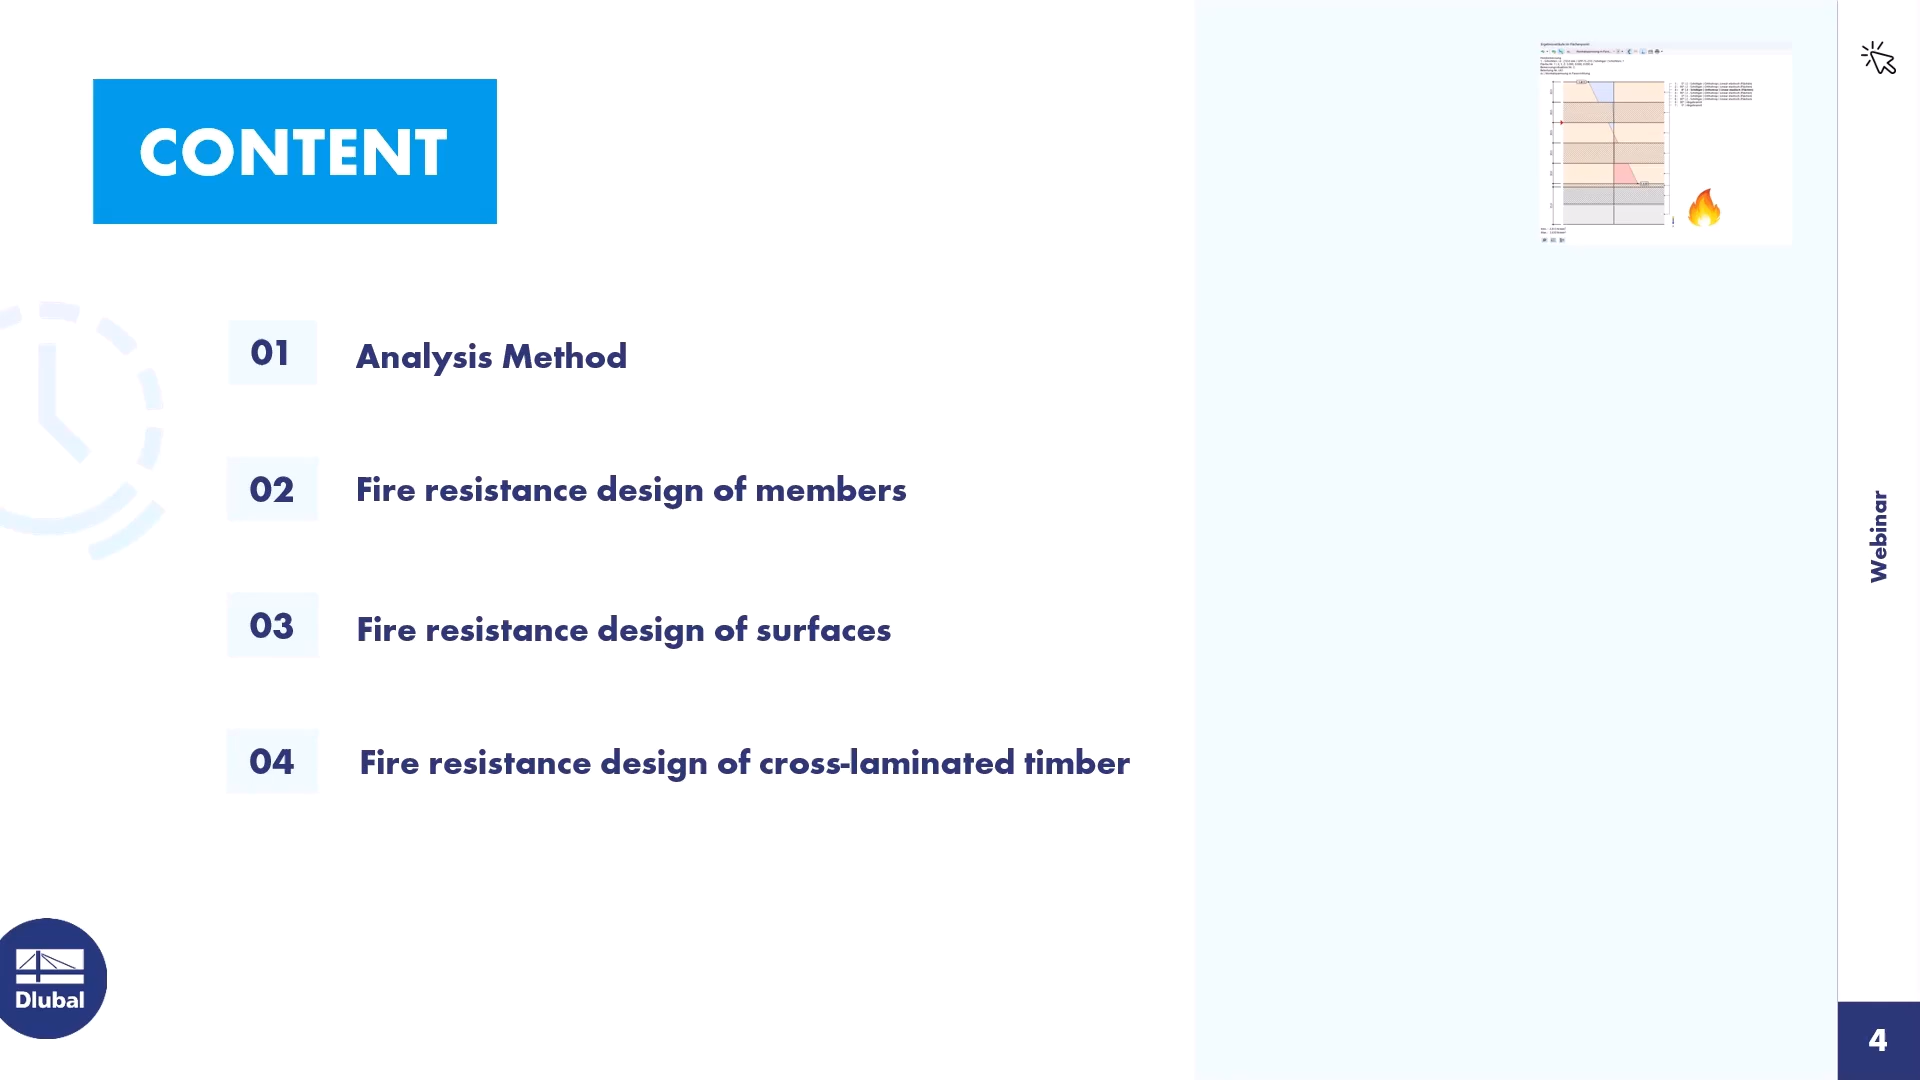 CONTENT
01
Analysis Method
02
Fire resistance design of members
03
Fire resistance design of surfaces
04
Fire resistance design of cross-laminated timber
Webinar
Dlubal
4